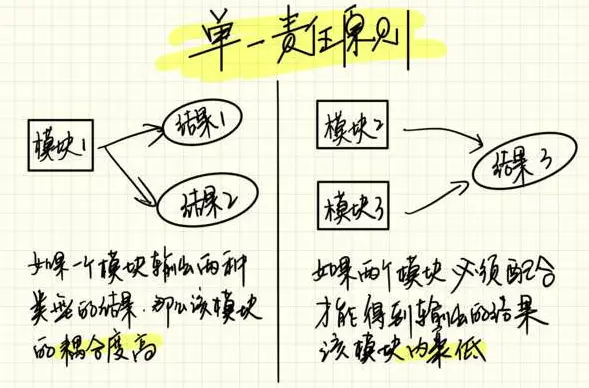 单一责任原则
模块1
结果1
结果2
如果一个模块输出两种
类型的结果.那么该模块
的耦合度高
模块2
模块3
结果3
如果两个模块必须配合
才能得到输出的结果
该模块内聚低